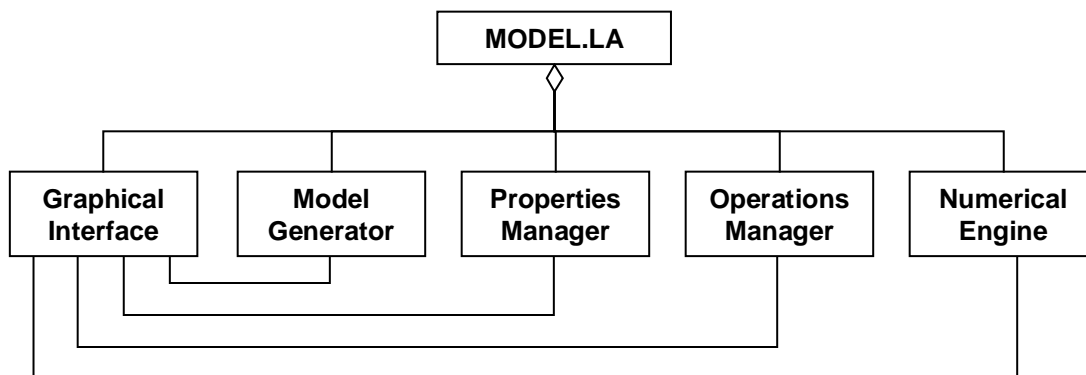 MODEL.LA
Graphical
Interface
Model
Generator
Properties
Manager
Operations
Manager
Numerical
Engine